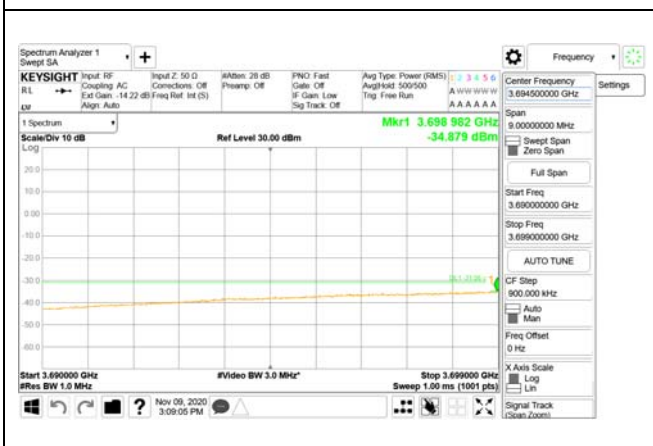 Spectrum Analyzer 1
Swept SA
+
Frequency
KEYSIGHT
RL
Input: RF
Coupling: AC
Ext Gain: -14.22 dB
Align: Auto
Input Z: 50 Ω
Corrections: Off
Freq Ref: Int (S)
#Atten: 28 dB
Preamp: Off
PNO: Fast
Gate: Off
IF Gain: Low
Sig Track: Off
Avg Type: Power (RMS)
Avg|Hold: 500/500
Trig: Free Run
1 2 3 4 5 6
A W W W W W
A A A A A A
1 Spectrum
Scale/Div 10 dB
Log
Ref Level 30.00 dBm
Mkr1 3.698 982 GHz
-34.879 dBm
20.0
10.0
0.00
-10.0
-20.0
-30.0
-40.0
-50.0
-60.0
1
Start 3.690000 GHz
#Res BW 1.0 MHz
#Video BW 3.0 MHz*
Stop 3.699000 GHz
Sweep 1.00 ms (1001 pts)
Nov 09, 2020
3:09:05 PM
Center Frequency
3.694500000 GHz
Settings
Span
9.00000000 MHz
Swept Span
Zero Span
Full Span
Start Freq
3.690000000 GHz
Stop Freq
3.699000000 GHz
AUTO TUNE
CF Step
900.000 kHz
Auto
Man
Freq Offset
0 Hz
X Axis Scale
Log
Lin
Signal Track
(Span Zoom)